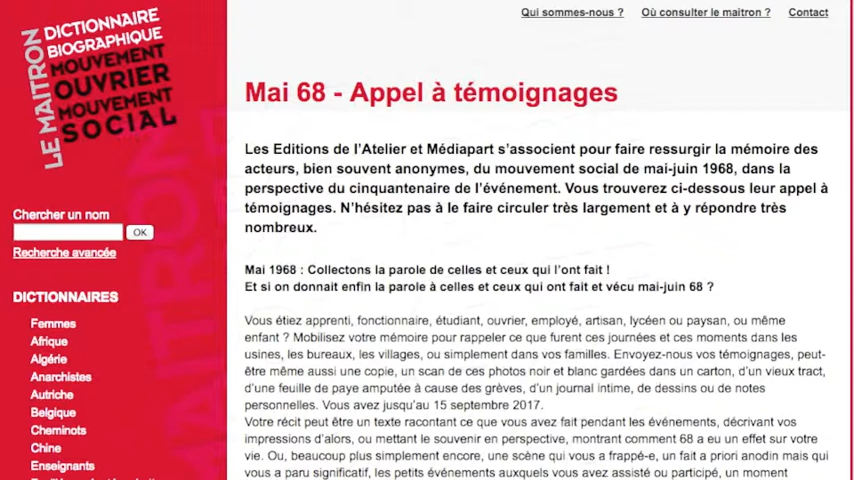 LE MAITRON
DICTIONNAIRE
BIOGRAPHIQUE
MOUVEMENT
OUVRIER
MOUVEMENT
SOCIAL
Chercher un nom
OK
Recherche avancée
DICTIONNAIRES
Femmes
Afrique
Algérie
Anarchistes
Autriche
Belgique
Cheminots
Chine
Enseignants
Qui sommes-nous ? Où consulter le maitron ? Contact
Mai 68 - Appel à témoignages
Les Editions de l’Atelier et Médiapart s’associent pour faire ressurgir la mémoire des
acteurs, bien souvent anonymes, du mouvement social de mai-juin 1968, dans la
perspective du cinquantenaire de l’événement. Vous trouverez ci-dessous leur appel à
témoignages. N’hésitez pas à le faire circuler très largement et à y répondre très
nombreux.
Mai 1968 : Collectons la parole de celles et ceux qui l’ont fait !
Et si on donnait enfin la parole à celles et ceux qui ont fait et vécu mai-juin 68 ?
Vous étiez apprenti, fonctionnaire, étudiant, ouvrier, employé, artisan, lycéen ou paysan, ou même
enfant ? Mobilisez votre mémoire pour rappeler ce que furent ces journées et ces moments dans les
usines, les bureaux, les villages, ou simplement dans vos familles. Envoyez-nous vos témoignages, peut-
être même aussi une copie, un scan de ces photos noir et blanc gardées dans un carton, d’un vieux tract,
d’une feuille de paye amputée à cause des grèves, d’un journal intime, de dessins ou de notes
personnelles. Vous avez jusqu’au 15 septembre 2017.
Votre récit peut être un texte racontant ce que vous avez fait pendant les événements, décrivant vos
impressions d’alors, ou mettant le souvenir en perspective, montrant comment 68 a eu un effet sur votre
vie. Ou, beaucoup plus simplement encore, une scène qui vous a frappé-e, un fait a priori anodin mais qui
vous a paru significatif, les petits événements auxquels vous avez assisté ou participé, un moment